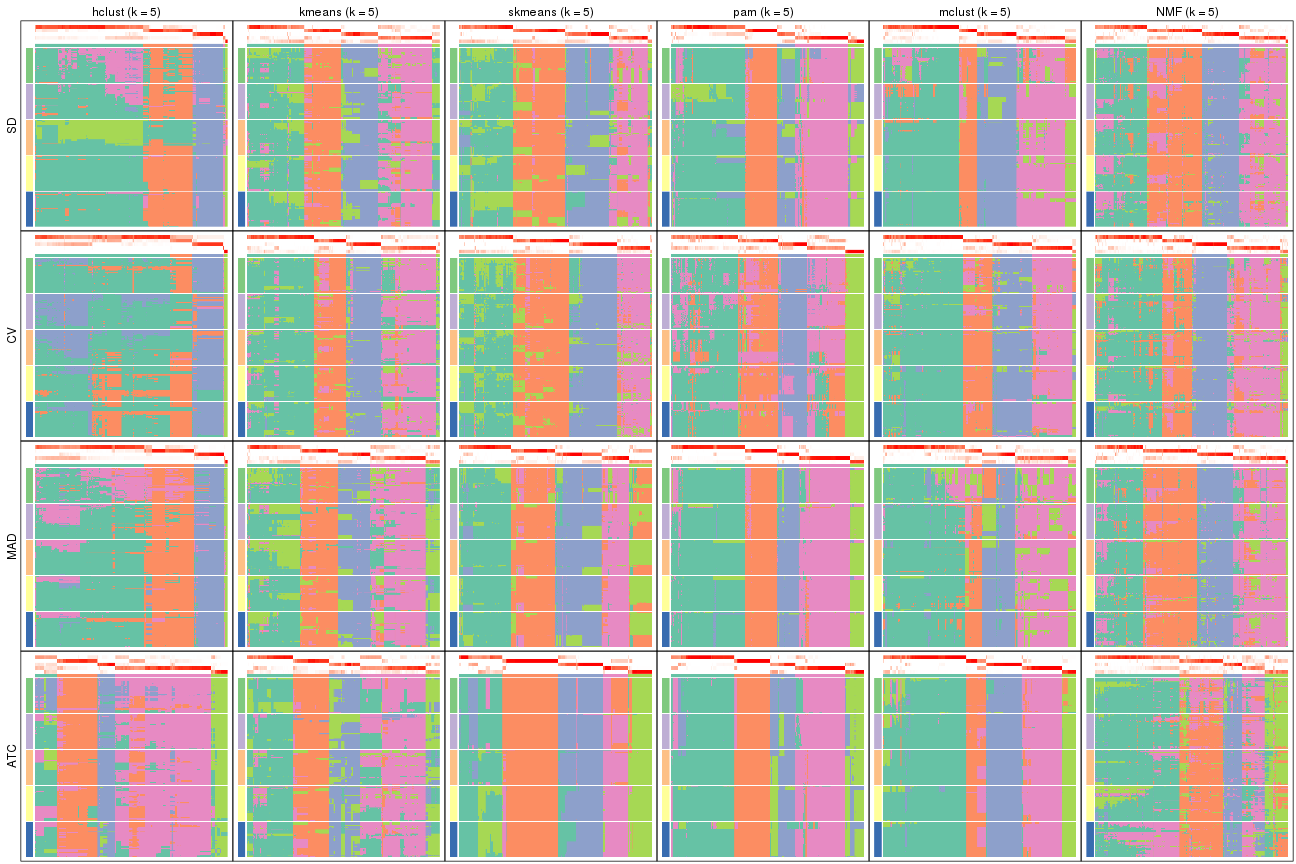 hclust (k = 5) kmeans (k = 5) skmeans (k = 5) pam (k = 5) mclust (k = 5) NMF (k = 5)
SD
CV
MAD
ATC